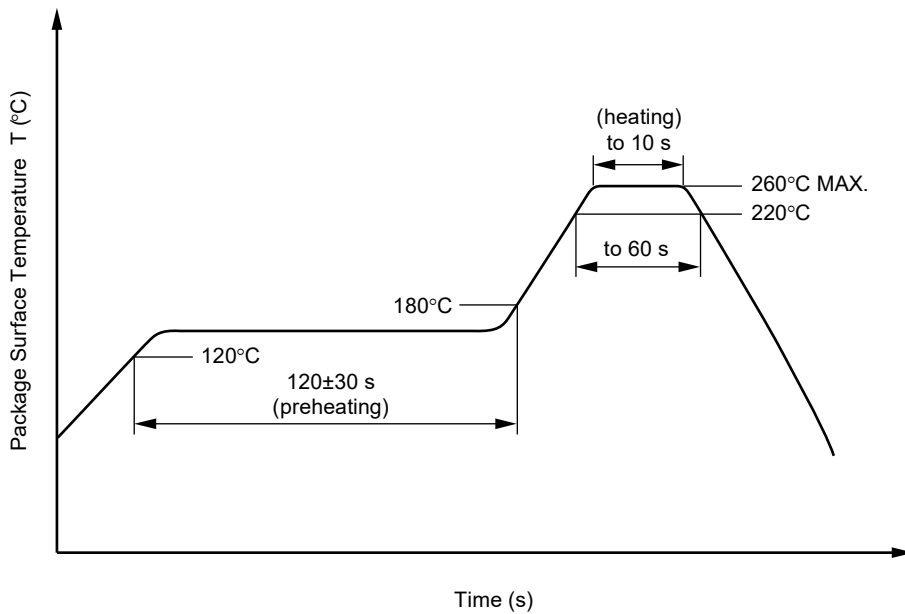 Package Surface Temperature T (°C)
(heating)
to 10 s
260°C MAX.
220°C
to 60 s
180°C
120°C
120±30 s
(preheating)
Time (s)